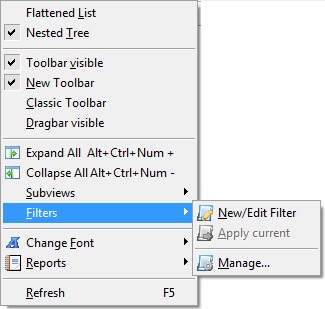 Flattened List
Nested Tree
Toolbar visible
New Toolbar
Classic Toolbar
Dragbar visible
Expand All Alt+Ctrl+Num +
Collapse All Alt+Ctrl+Num -
Subviews
Filters
New/Edit Filter
Apply current
Change Font
Reports
Manage...
Refresh F5